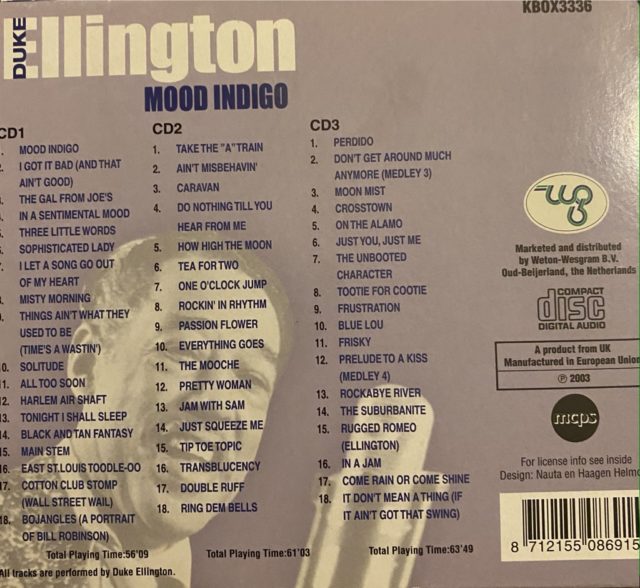 KBOX3336
DUKE
Ellington
MOOD INDIGO
CD1
1. MOOD INDIGO
I GOT IT BAD (AND THAT
AIN'T GOOD)
THE GAL FROM JOE'S
IN A SENTIMENTAL MOOD
THREE LITTLE WORDS
SOPHISTICATED LADY
I LET A SONG GO OUT
OF MY HEART
MISTY MORNING
THINGS AIN'T WHAT THEY
USED TO BE
(TIME'S A WASTIN')
10. SOLITUDE
11. ALL TOO SOON
12. HARLEM AIR SHAFT
13. TONIGHT I SHALL SLEEP
14. BLACK AND TAN FANTASY
15. MAIN STEM
16. EAST ST.LOUIS TOODLE-OO
17. COTTON CLUB STOMP
(WALL STREET WAIL)
18. BOJANGLES (A PORTRAIT
OF BILL ROBINSON)
Total Playing Time:56'09
All tracks are performed by Duke Ellington.
CD2
1. TAKE THE "A" TRAIN
2. AIN'T MISBEHAVIN'
3. CARAVAN
4. DO NOTHING TILL YOU
HEAR FROM ME
5. HOW HIGH THE MOON
6. TEA FOR TWO
7. ONE O'CLOCK JUMP
8. ROCKIN' IN RHYTHM
9. PASSION FLOWER
10. EVERYTHING GOES
11. THE MOOCHE
12. PRETTY WOMAN
13. JAM WITH SAM
14. JUST SQUEEZE ME
15. TIP TOE TOPIC
16. TRANSBLUCENCY
17. DOUBLE RUFF
18. RING DEM BELLS
Total Playing Time:61'03
CD3
1. PERDIDO
2. DON'T GET AROUND MUCH
ANYMORE (MEDLEY 3)
3. MOON MIST
4. CROSSTOWN
5. ON THE ALAMO
6. JUST YOU, JUST ME
7. THE UNBOOTED
CHARACTER
8. TOOTIE FOR COOTIE
9. FRUSTRATION
10. BLUE LOU
11. FRISKY
12. PRELUDE TO A KISS
(MEDLEY 4)
13. ROCKABYE RIVER
14. THE SUBURBANITE
15. RUGGED ROMEO
(ELLINGTON)
16. IN A JAM
17. COME RAIN OR COME SHINE
18. IT DON'T MEAN A THING (IF
IT AIN'T GOT THAT SWING)
Total Playing Time:63'49
Marketed and distributed
by Weton-Wesgram B.V.
Oud-Beijerland, the Netherlands
COMPACT
disc
DIGITAL AUDIO
A product from UK
Manufactured in European Union
℗ 2003
mcps
For license info see inside
Design: Nauta en Haagen Helmo
8 712155 086915